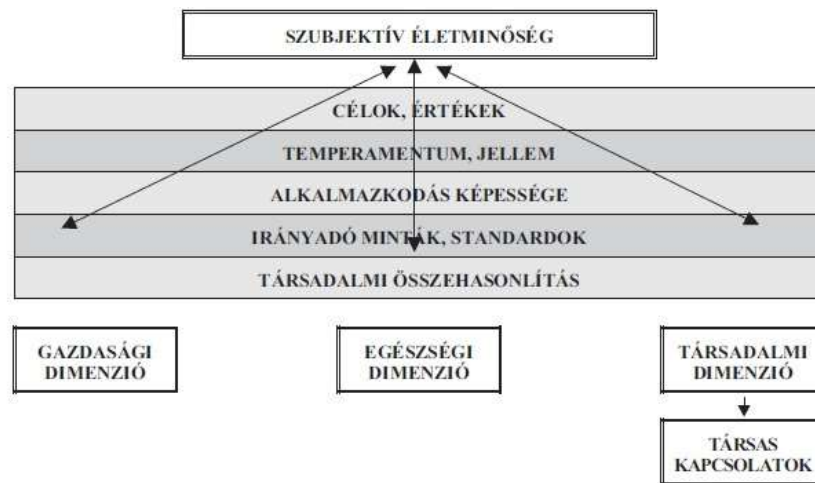 SZUBJEKTÍV ÉLETMINŐSÉG
CÉLOK, ÉRTÉKEK
TEMPERAMENTUM, JELLEM
ALKALMAZKODÁS KÉPESSÉGE
IRÁNYADÓ MINTÁK, STANDARDOK
TÁRSADALMI ÖSSZEHASONLÍTÁS
GAZDASÁGI
DIMENZIÓ
EGÉSZSÉGI
DIMENZIÓ
TÁRSADALMI
DIMENZIÓ
TÁRSAS
KAPCSOLATOK